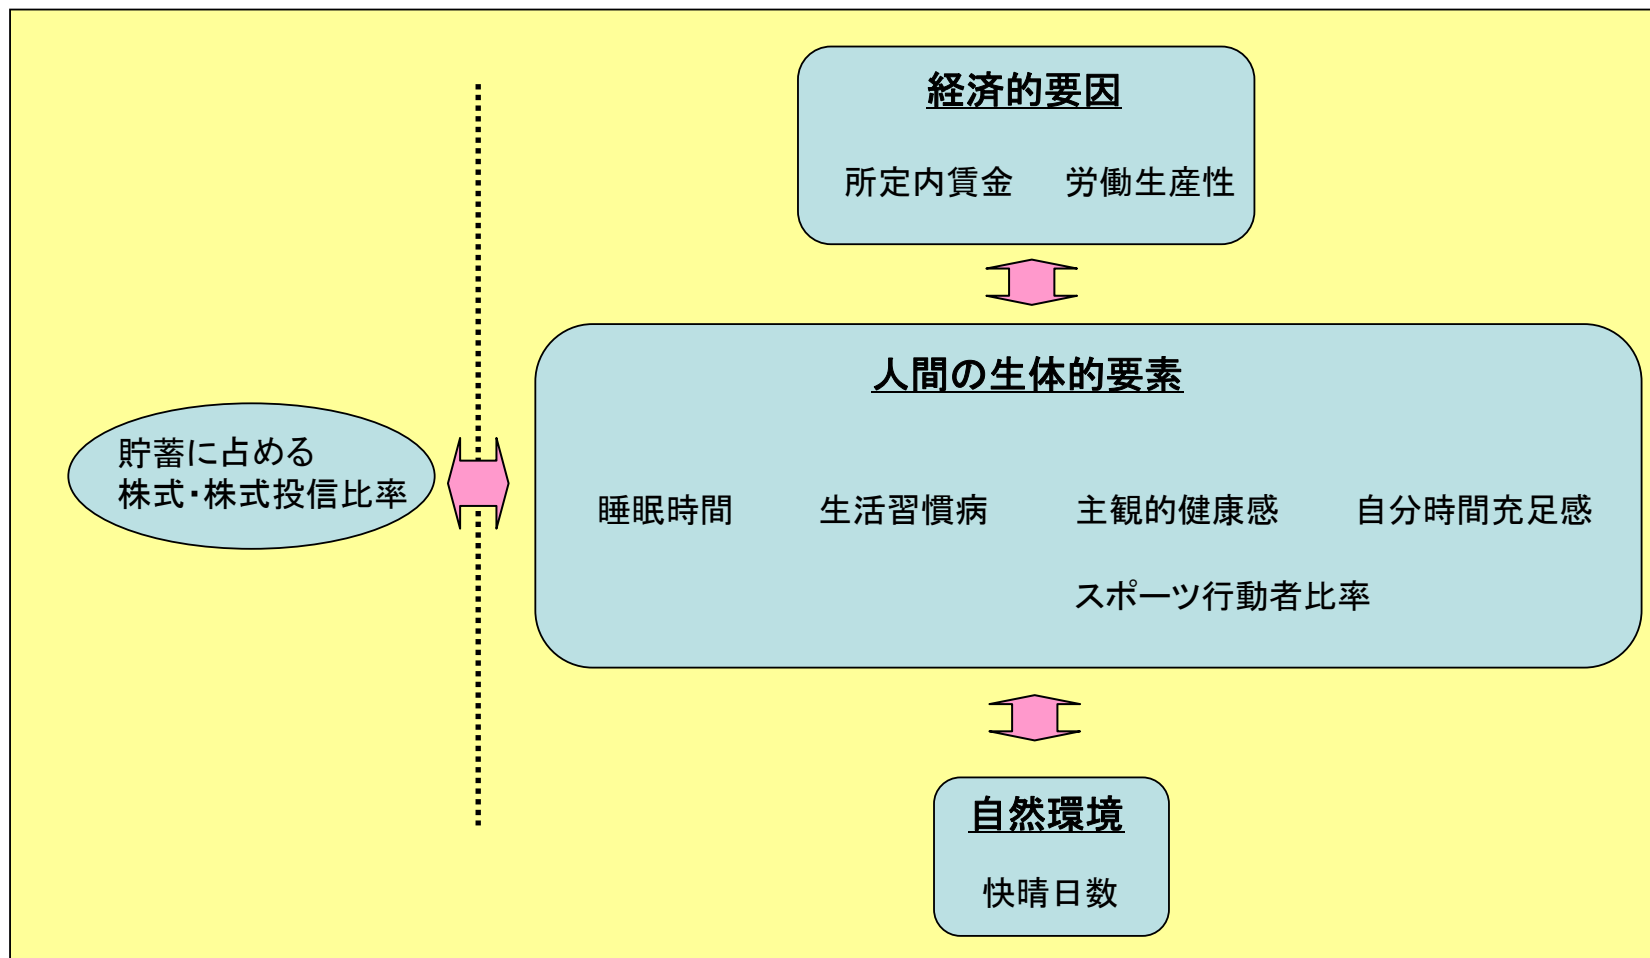 経済的要因
所定内賃金 労働生産性
人間の生体的要素
貯蓄に占める
株式・株式投信比率
睡眠時間 生活習慣病 主観的健康感 自分時間充足感
スポーツ行動者比率
自然環境
快晴日数